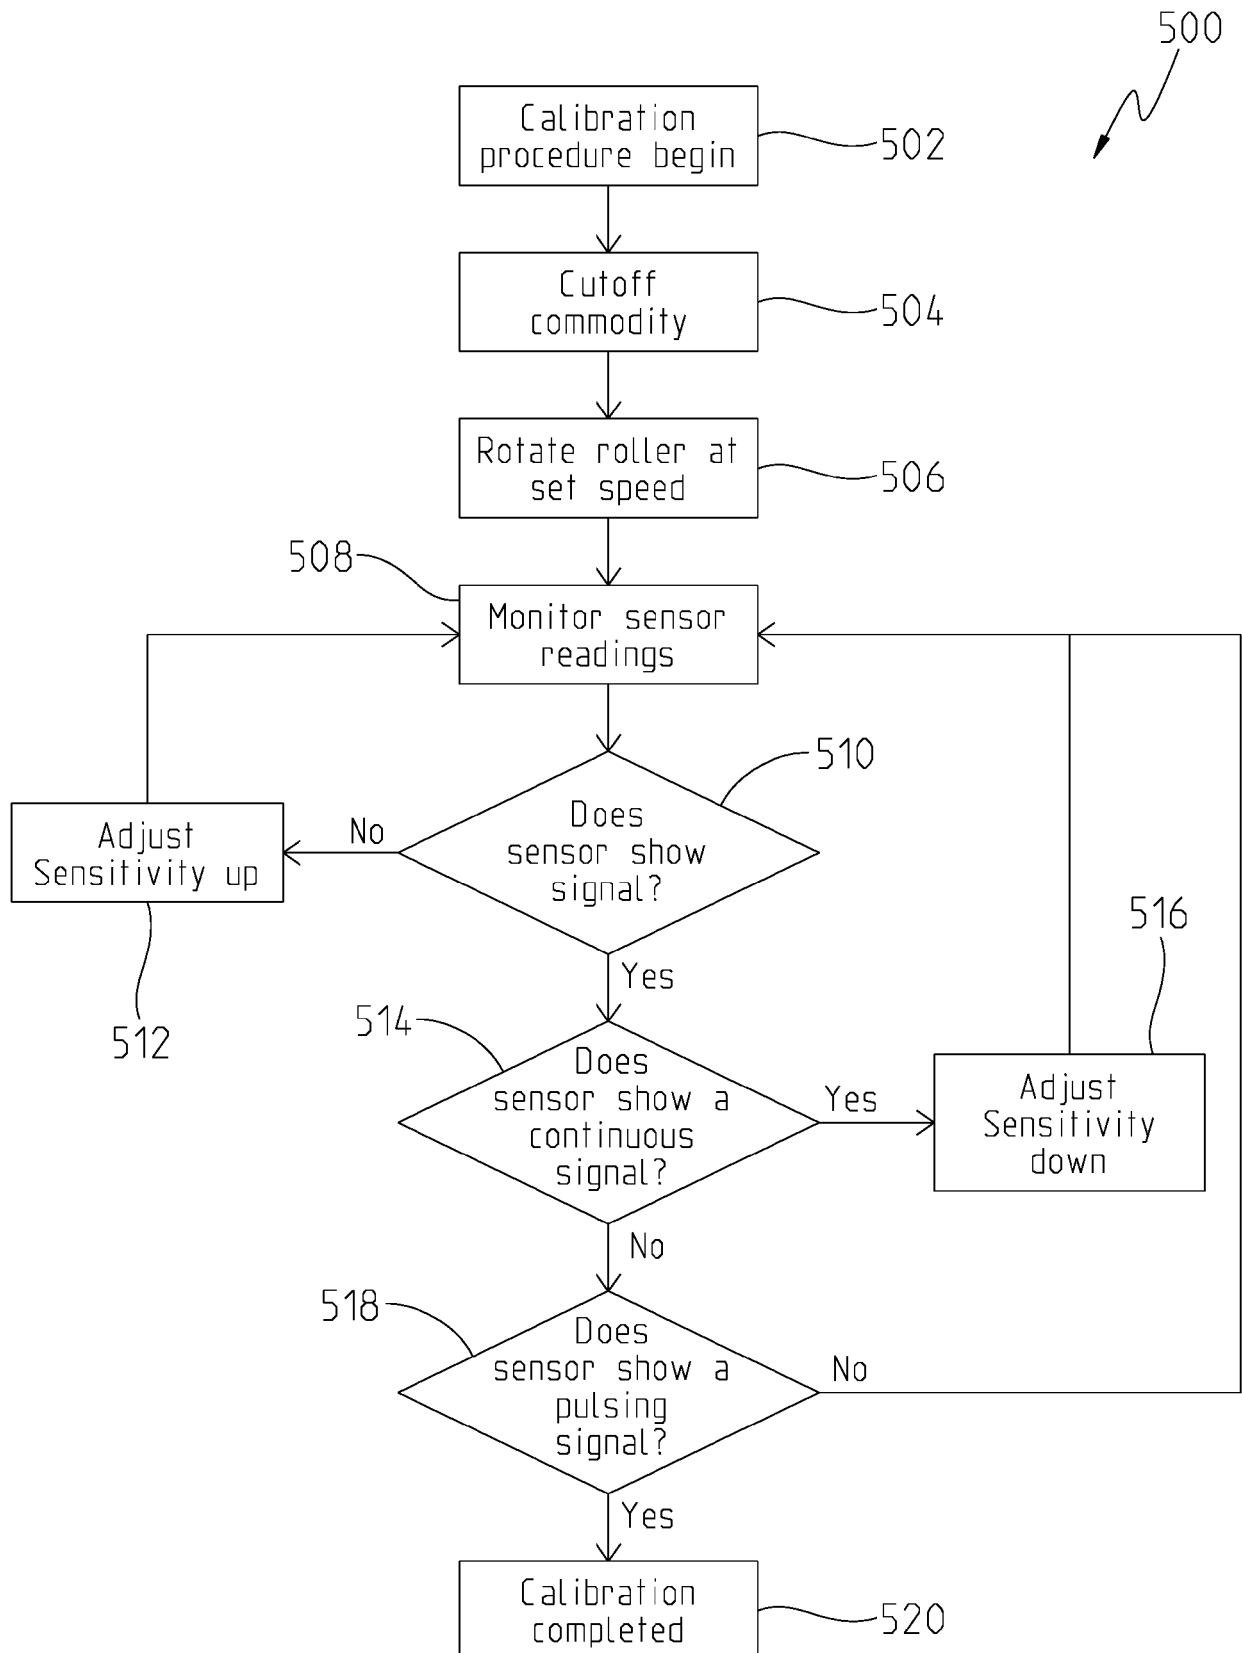 500
Calibration
procedure begin
502
Cutoff
commodity
504
Rotate roller at
set speed
506
508
Monitor sensor
readings
510
Does
sensor show
signal?
No
Adjust
Sensitivity up
512
Yes
514
Does
sensor show a
continuous
signal?
Yes
516
Adjust
Sensitivity
down
No
518
Does
sensor show a
pulsing
signal?
No
Yes
Calibration
completed
520